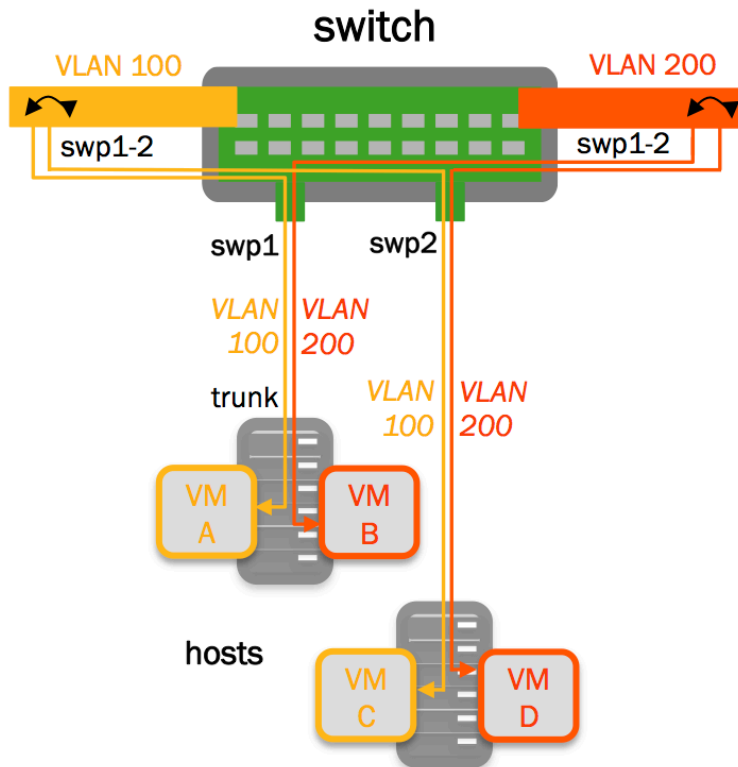 switch
VLAN 100
VLAN 200
swp1-2
swp1-2
swp1
swp2
VLAN
100
VLAN
200
trunk
VLAN
100
VLAN
200
VM
A
VM
B
hosts
VM
C
VM
D